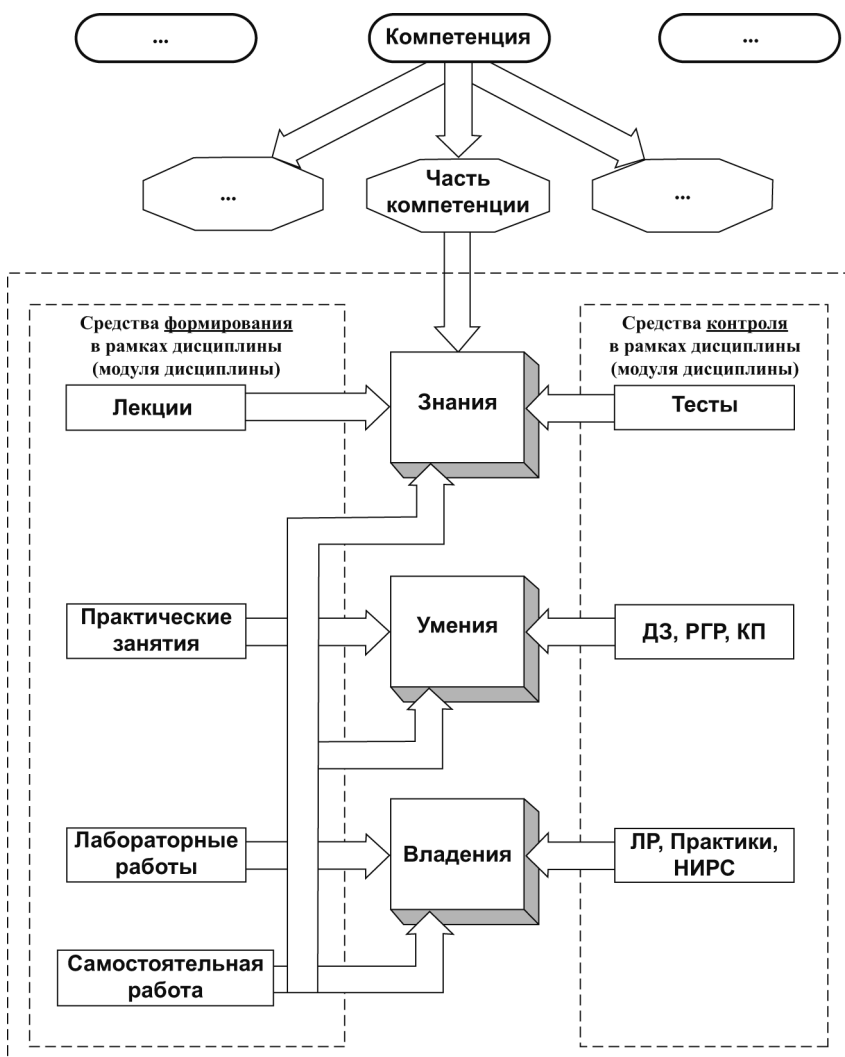 ...
Компетенция
...
...
Часть
компетенции
...
Средства формирования
в рамках дисциплины
(модуля дисциплины)
Средства контроля
в рамках дисциплины
(модуля дисциплины)
Лекции
Знания
Тесты
Практические
занятия
Умения
ДЗ, РГР, КП
Лабораторные
работы
Владения
ЛР, Практики,
НИРС
Самостоятельная
работа